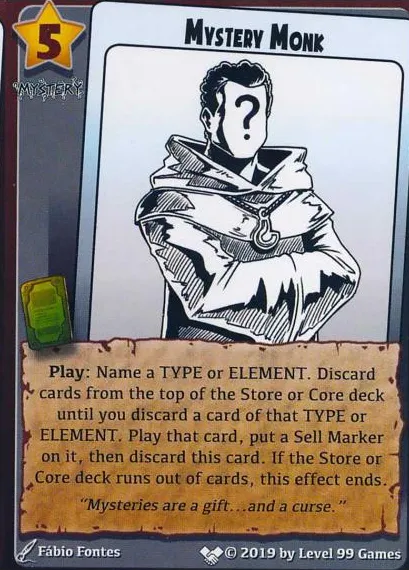 5
MYSTERY MONK
MYSTERY
?
Play: Name a TYPE or ELEMENT. Discard
cards from the top of the Store or Core deck
until you discard a card of that TYPE or
ELEMENT. Play that card, put a Sell Marker
on it, then discard this card. If the Store or
Core deck runs out of cards, this effect ends.
“Mysteries are a gift...and a curse.”
Fábio Fontes
© 2019 by Level 99 Games